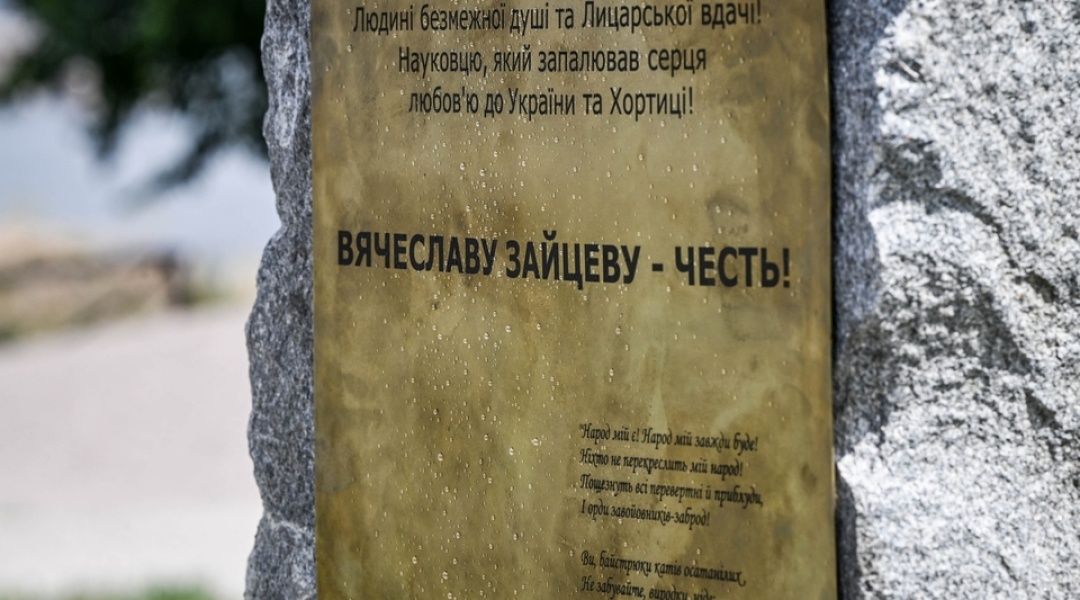 Людині безмежної душі та Лицарської вдачі!
Науковцю, який запалював серця
любов'ю до України та Хортиці!
ВЯЧЕСЛАВУ ЗАЙЦЕВУ - ЧЕСТЬ!
"Народ мій є! Народ мій завжди буде!
Ніхто не перекреслить мій народ!
Пощезнуть всі перевертні й приблуди,
І орди завойовників-заброд!
Ви, байстрюки катів осатанілих,
Не забувайте, виродки, ніде: